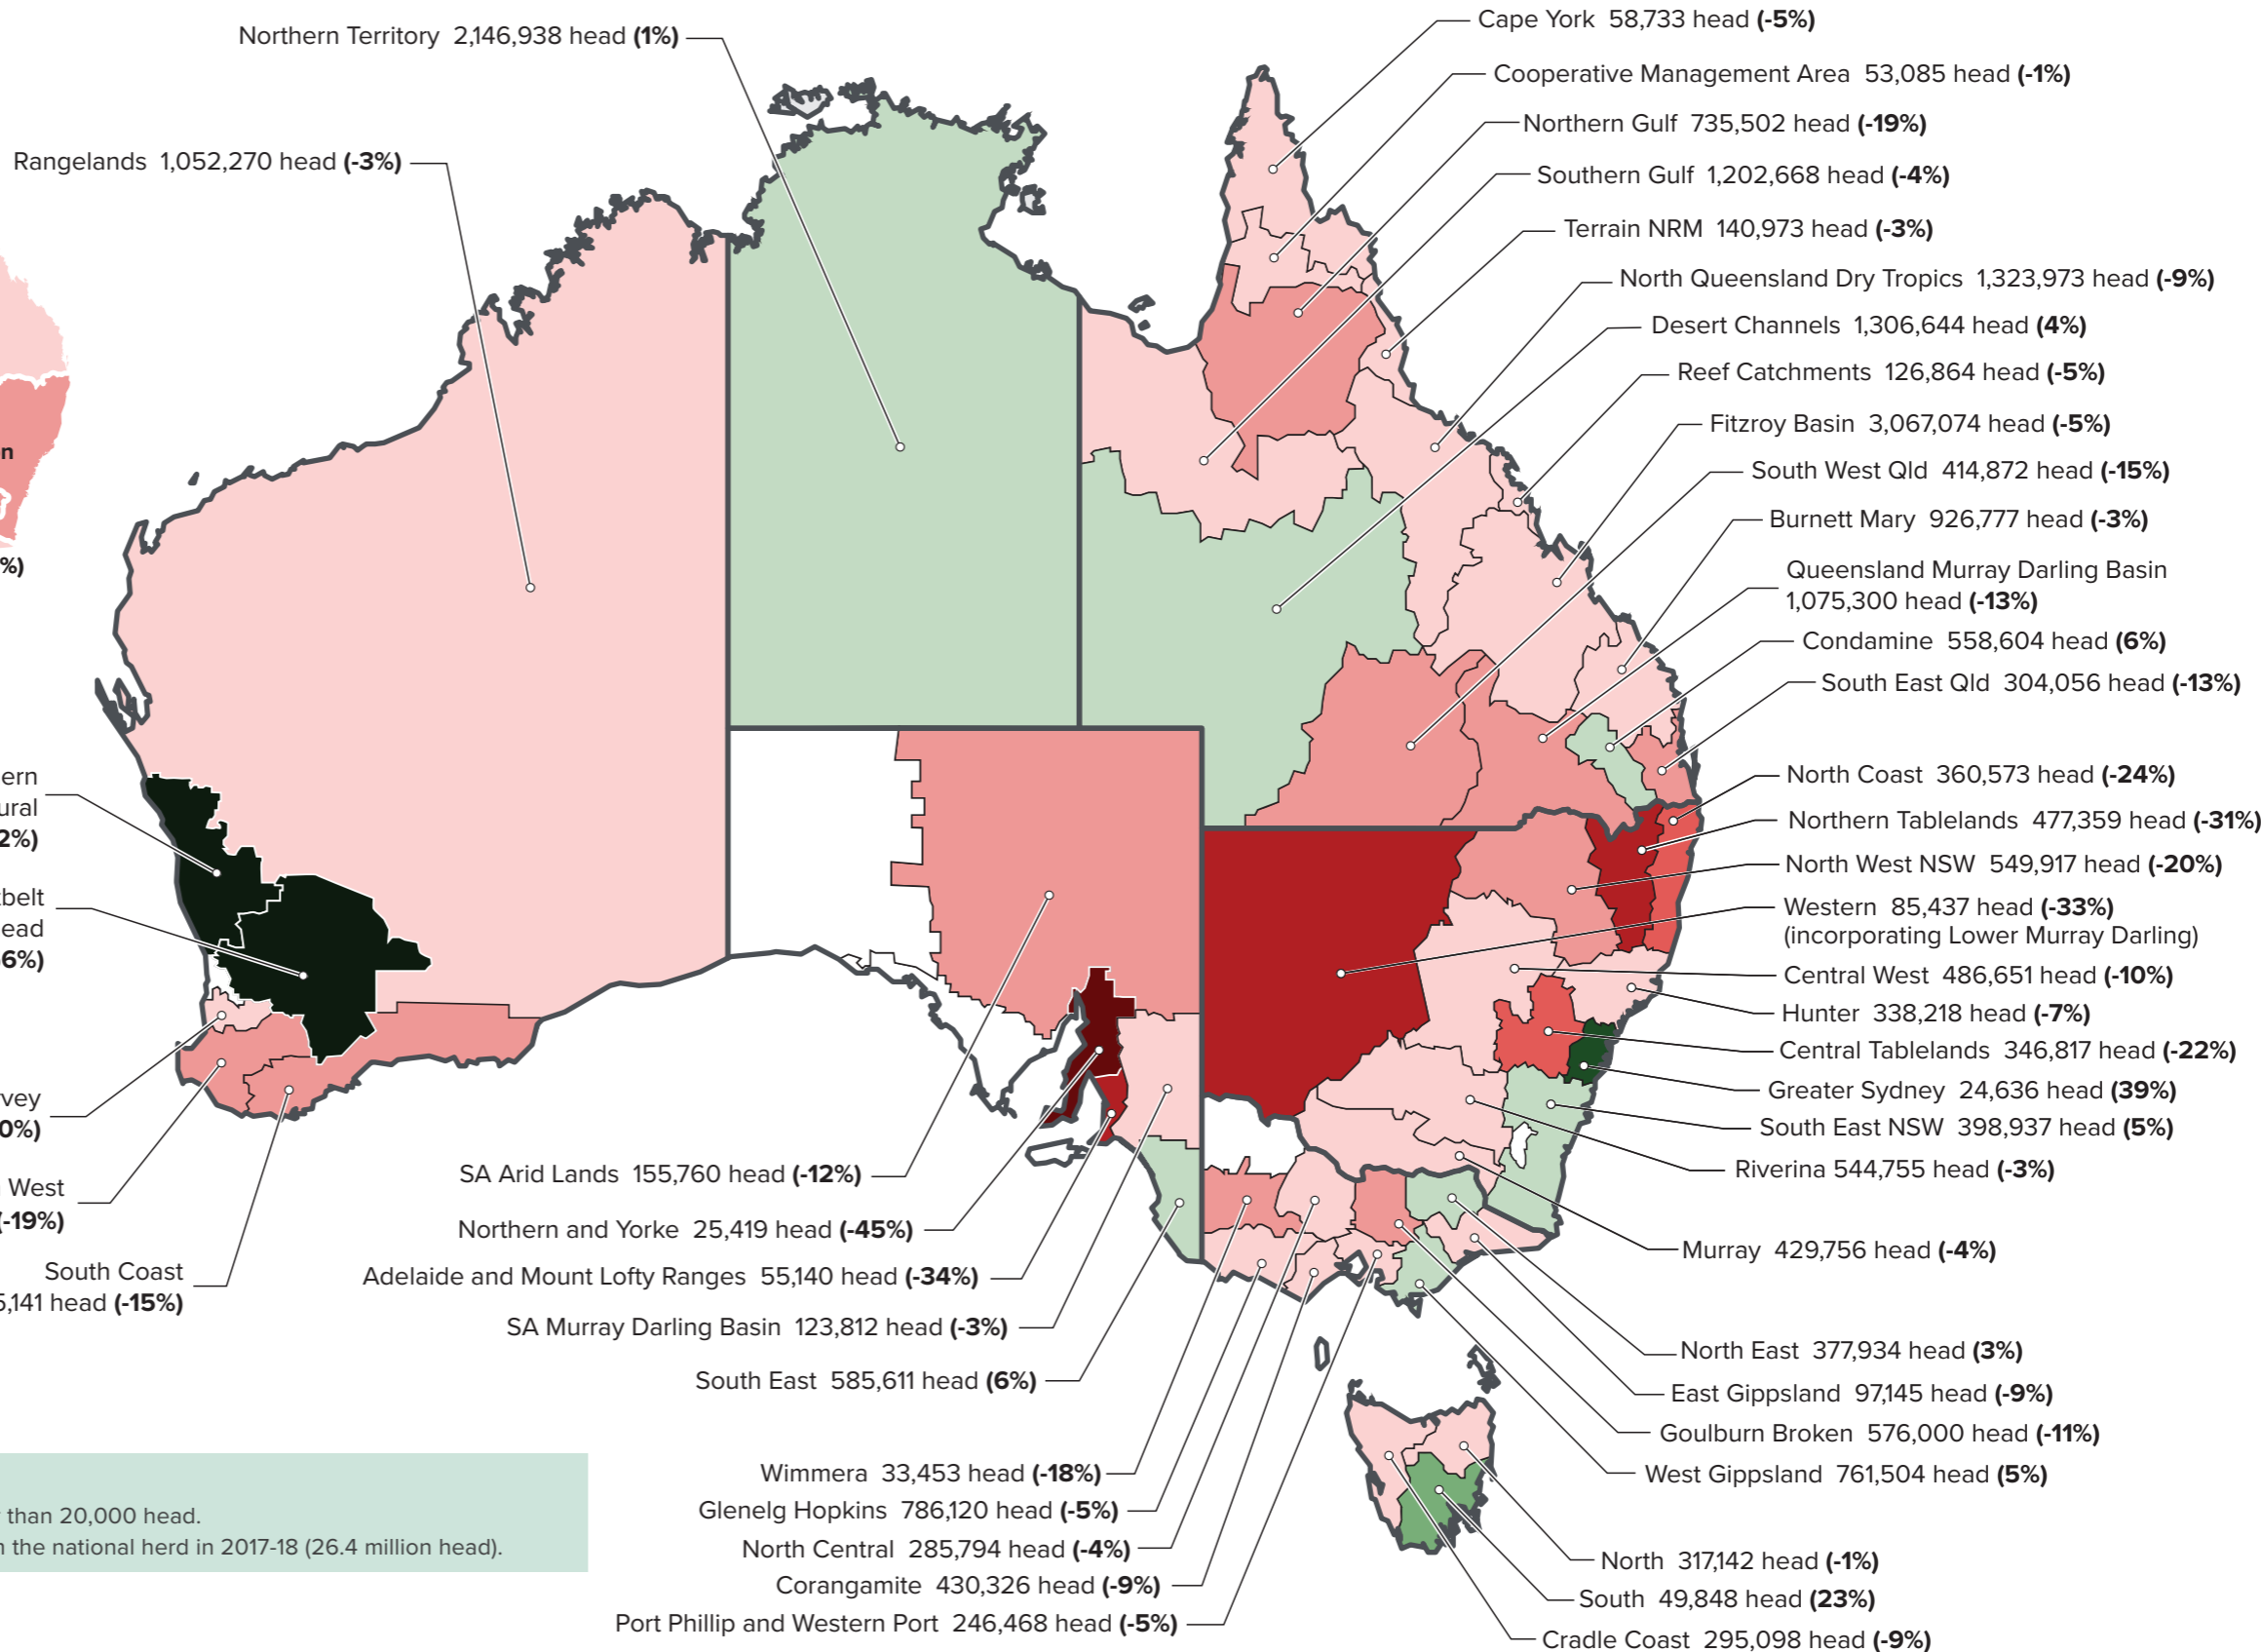 Northern Territory 2,146,938 head (1%)
Rangelands 1,052,270 head (-3%)
Cape York 58,733 head (-5%)
Cooperative Management Area 53,085 head (-1%)
Northern Gulf 735,502 head (-19%)
Southern Gulf 1,202,668 head (-4%)
Terrain NRM 140,973 head (-3%)
North Queensland Dry Tropics 1,323,973 head (-9%)
Desert Channels 1,306,644 head (4%)
Reef Catchments 126,864 head (-5%)
Fitzroy Basin 3,067,074 head (-5%)
South West Qld 414,872 head (-15%)
Burnett Mary 926,777 head (-3%)
Queensland Murray Darling Basin
1,075,300 head (-13%)
Condamine 558,604 head (6%)
South East Qld 304,056 head (-13%)
North Coast 360,573 head (-24%)
Northern Tablelands 477,359 head (-31%)
North West NSW 549,917 head (-20%)
Western 85,437 head (-33%)
(incorporating Lower Murray Darling)
Central West 486,651 head (-10%)
Hunter 338,218 head (-7%)
Central Tablelands 346,817 head (-22%)
Greater Sydney 24,636 head (39%)
South East NSW 398,937 head (5%)
Riverina 544,755 head (-3%)
Murray 429,756 head (-4%)
North East 377,934 head (3%)
East Gippsland 97,145 head (-9%)
Goulburn Broken 576,000 head (-11%)
West Gippsland 761,504 head (5%)
North 317,142 head (-1%)
South 49,848 head (23%)
Cradle Coast 295,098 head (-9%)
n
%)
ern
ural
2%)
tbelt
ead
6%)
vey
0%)
West
(-19%)
South Coast
5,141 head (-15%)
SA Arid Lands 155,760 head (-12%)
Northern and Yorke 25,419 head (-45%)
Adelaide and Mount Lofty Ranges 55,140 head (-34%)
SA Murray Darling Basin 123,812 head (-3%)
South East 585,611 head (6%)
Wimmera 33,453 head (-18%)
Glenelg Hopkins 786,120 head (-5%)
North Central 285,794 head (-4%)
Corangamite 430,326 head (-9%)
Port Phillip and Western Port 246,468 head (-5%)
than 20,000 head.
the national herd in 2017-18 (26.4 million head).